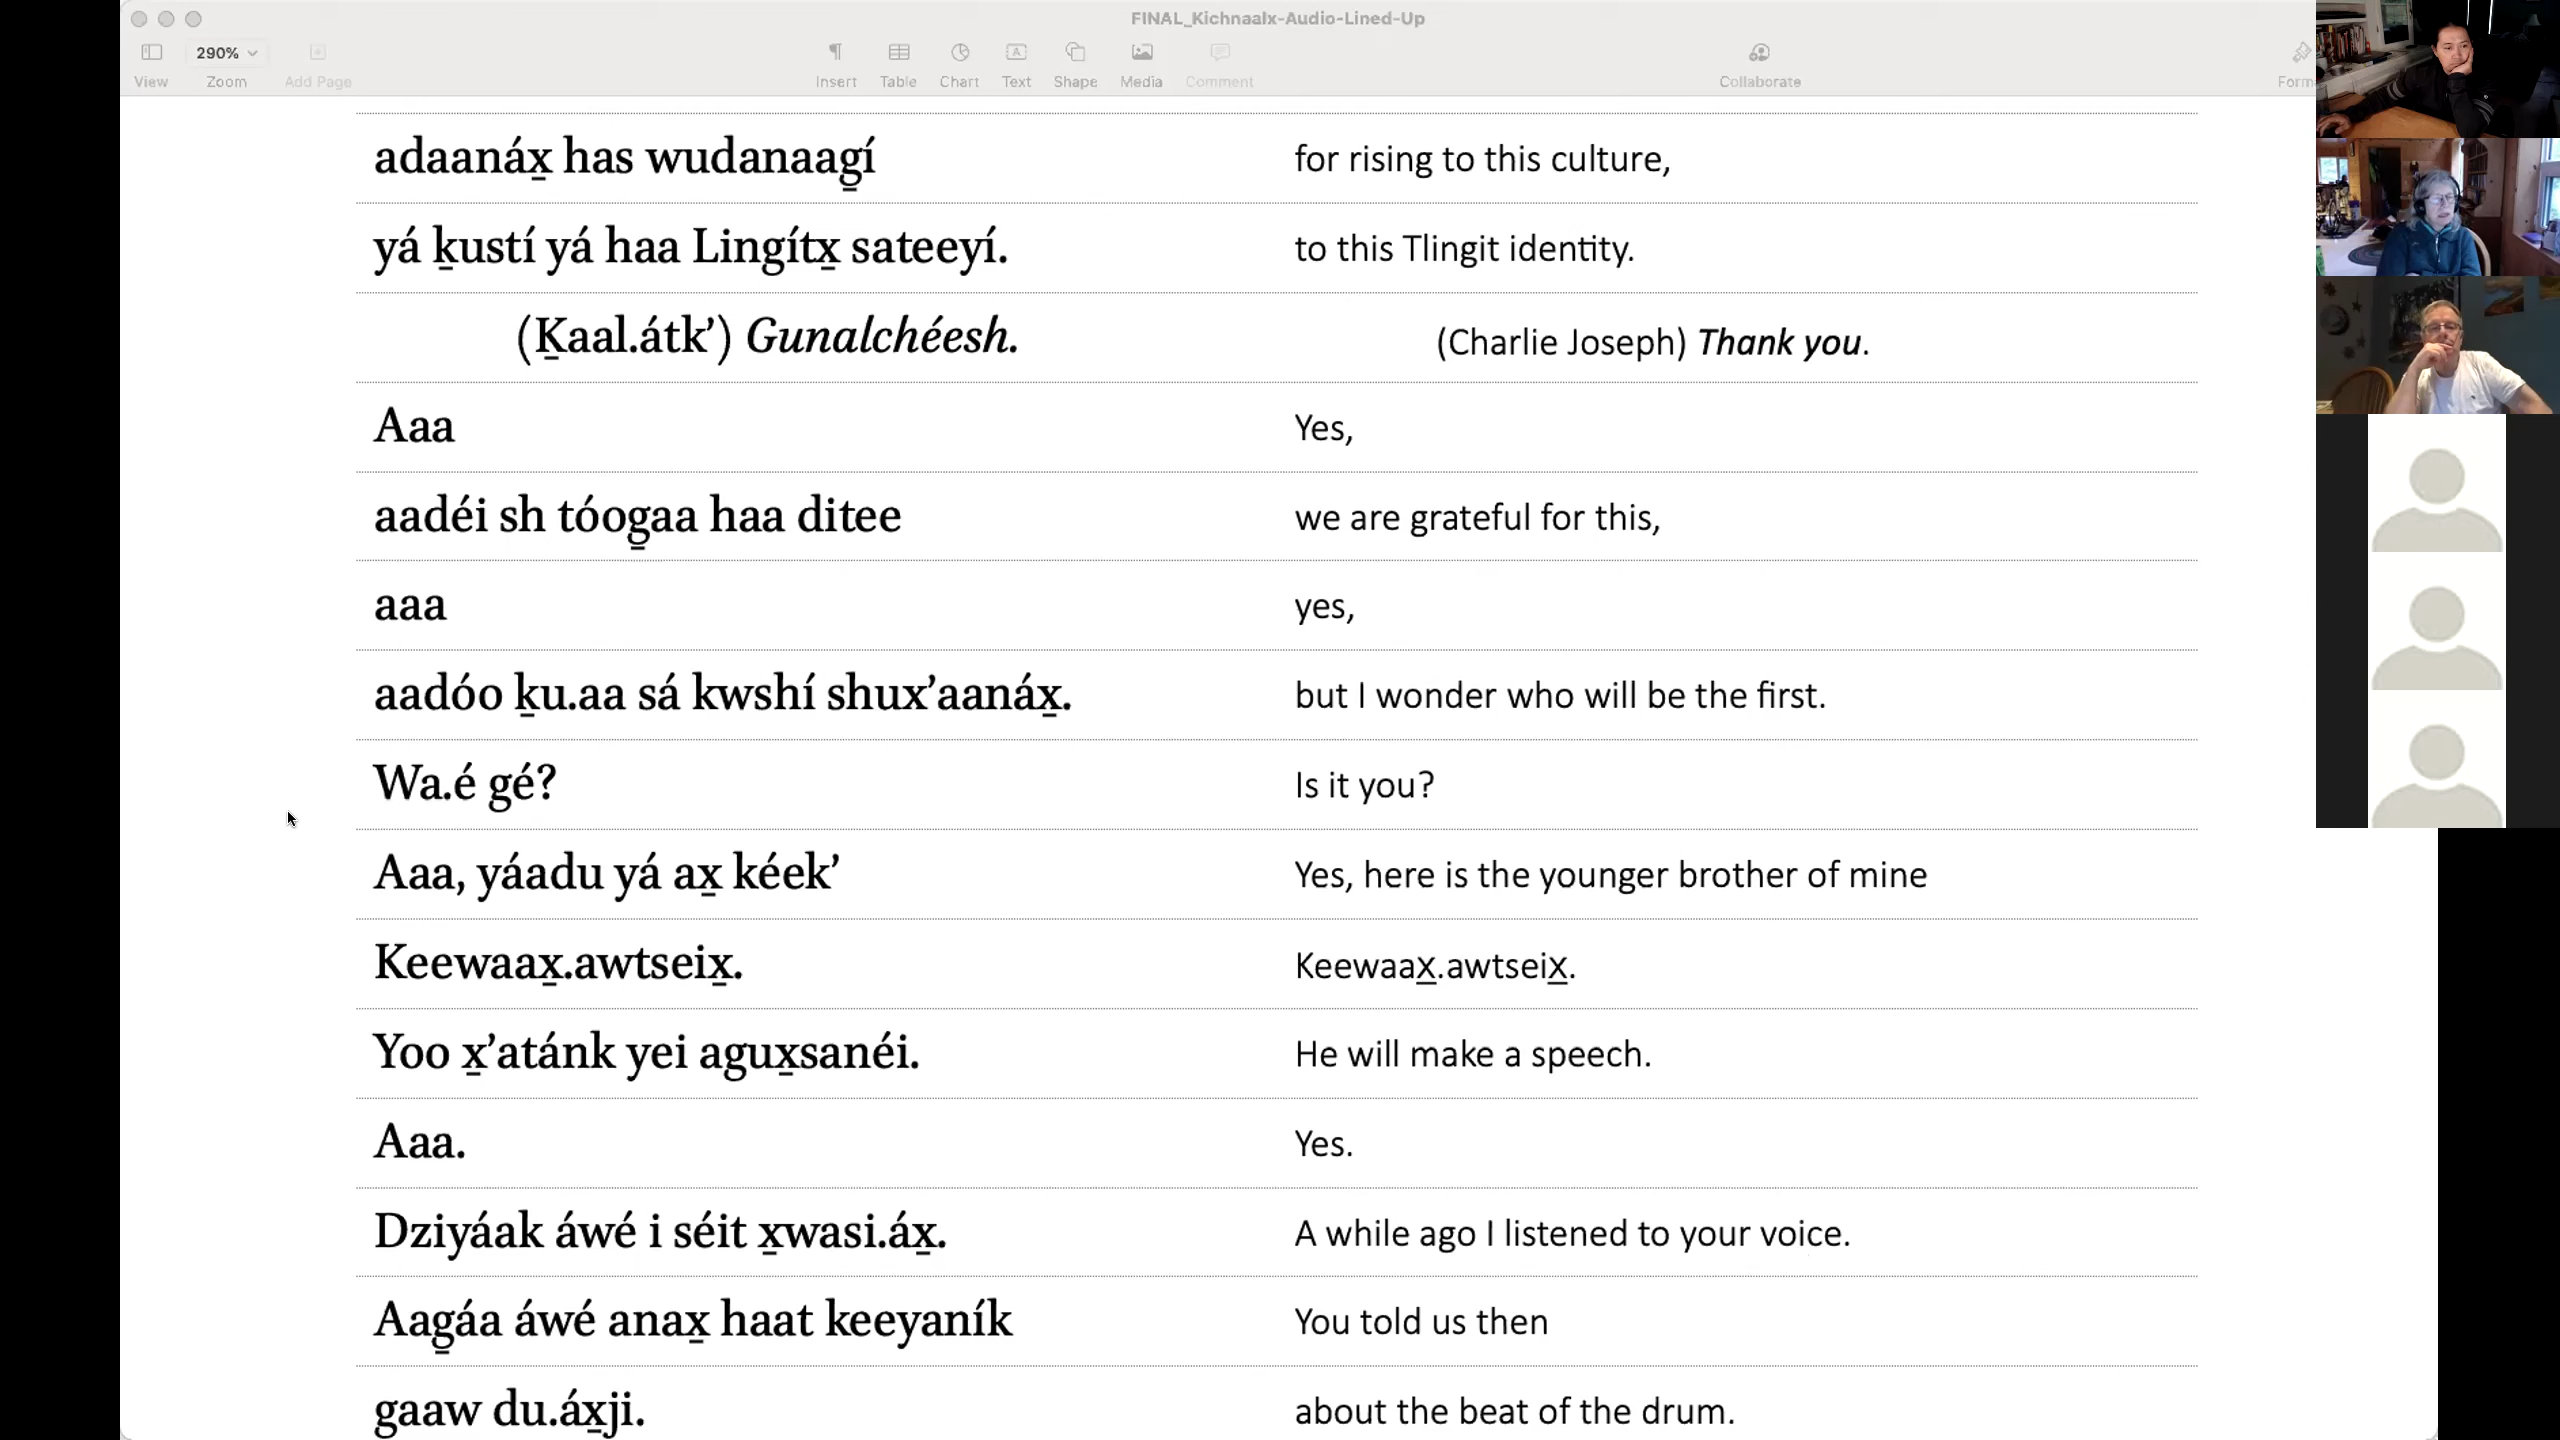 FINAL_Kichnaalx-Audio-Lined-Up
290%
View Zoom Add Page Insert Table Chart Text Shape Media Comment Collaborate Form
adaanáx̱ has wudanaag̱í for rising to this culture,
yá ḵustí yá haa Lingítx̱ sateeyí. to this Tlingit identity.
(Ḵaal.átk’) Gunalchéesh. (Charlie Joseph) Thank you.
Aaa Yes,
aadéi sh tóog̱aa haa ditee we are grateful for this,
aaa yes,
aadóo ḵu.aa sá kwshí shux’aanáx̱. but I wonder who will be the first.
Wa.é gé? Is it you?
Aaa, yáadu yá ax̱ kéek’ Yes, here is the younger brother of mine
Keewaax̱.awtseix̱. Keewaax̱.awtseix̱.
Yoo x̱’atánk yei agux̱sanéi. He will make a speech.
Aaa. Yes.
Dziyáak áwé i séit x̱wasi.áx̱. A while ago I listened to your voice.
Aag̱áa áwé anax̱ haat keeyaník You told us then
gaaw du.áx̱ji. about the beat of the drum.